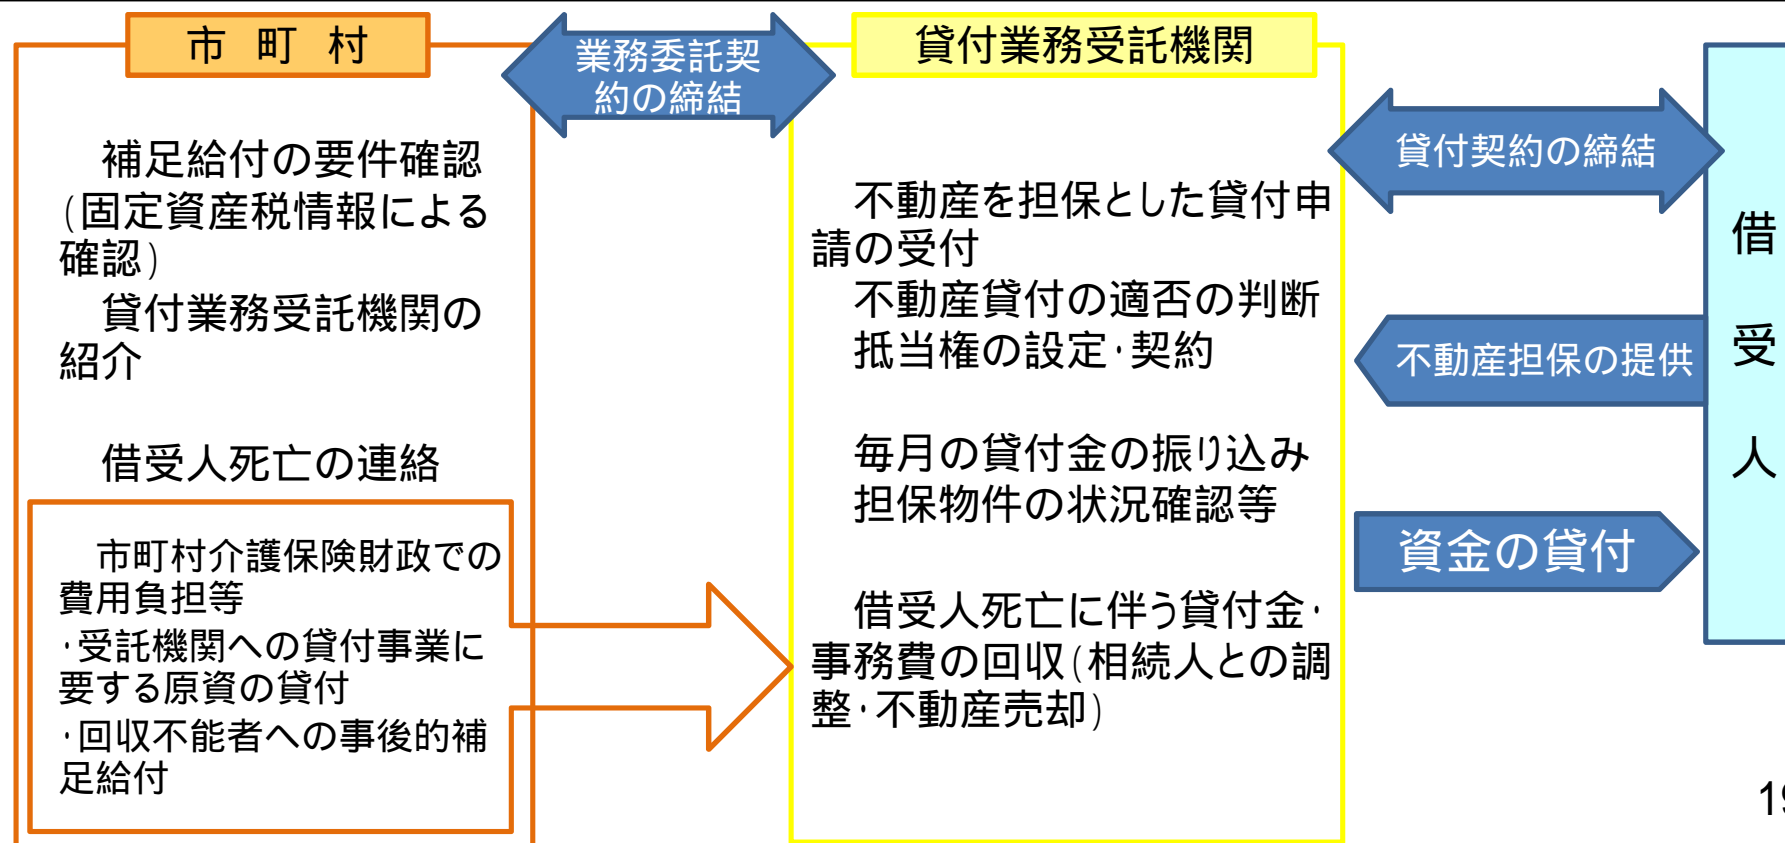 市 町 村
補足給付の要件確認
(固定資産税情報による
確認)
貸付業務受託機関の
紹介
借受人死亡の連絡
市町村介護保険財政での
費用負担等
・受託機関への貸付事業に
要する原資の貸付
・回収不能者への事後的補
足給付
業務委託契
約の締結
貸付業務受託機関
不動産を担保とした貸付申
請の受付
不動産貸付の適否の判断
抵当権の設定・契約
毎月の貸付金の振り込み
担保物件の状況確認等
借受人死亡に伴う貸付金・
事務費の回収(相続人との調
整・不動産売却)
貸付契約の締結
不動産担保の提供
資金の貸付
借
受
人
19